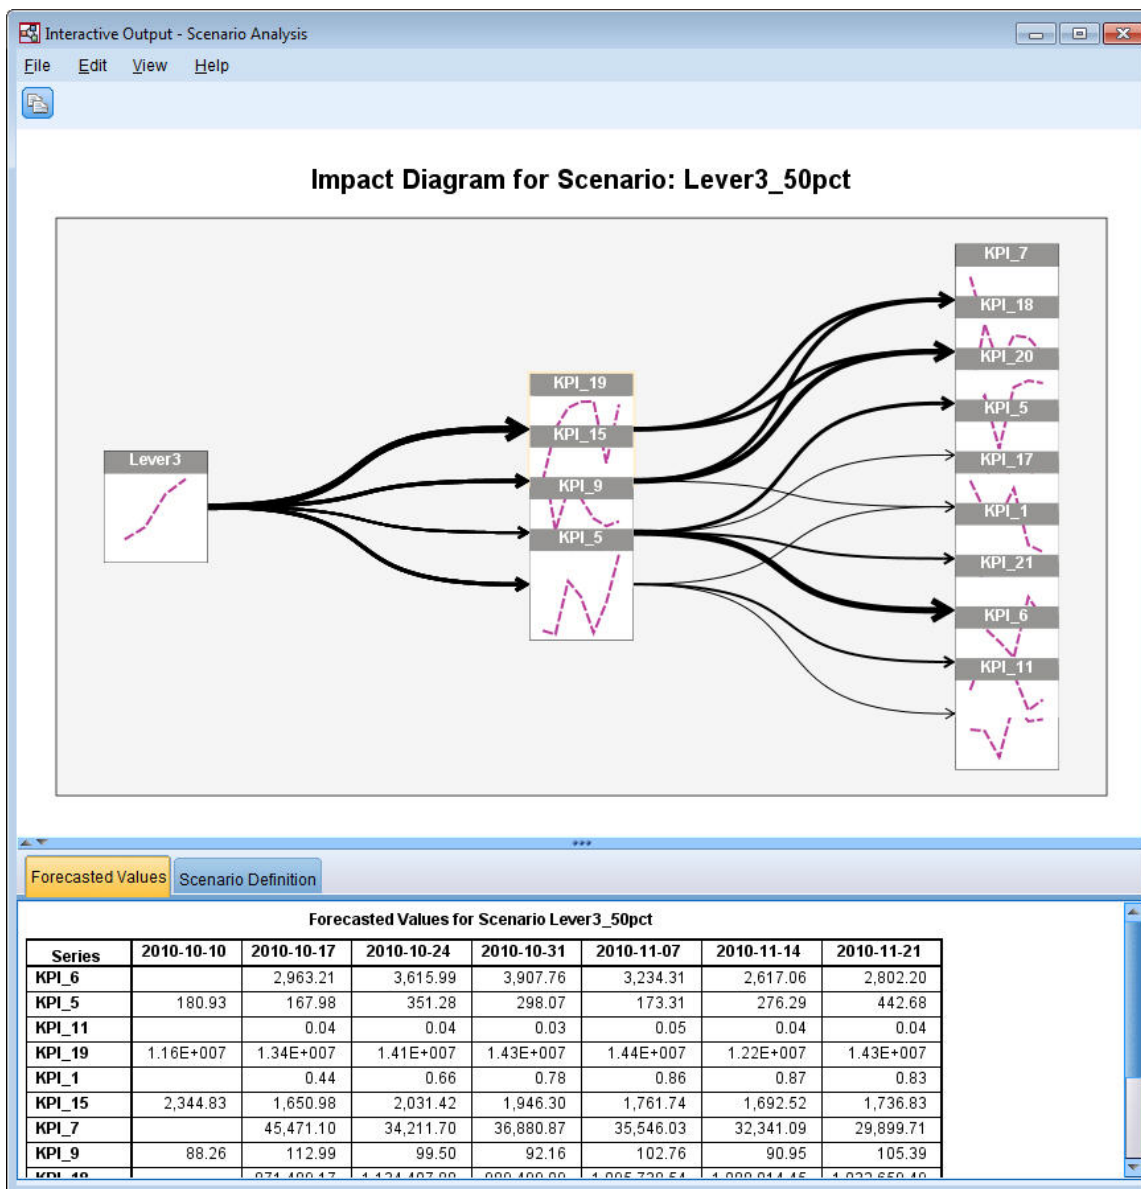 Interactive Output - Scenario Analysis
File Edit View Help
Impact Diagram for Scenario: Lever3_50pct
KPI_7
KPI_18
KPI_20
KPI_19
KPI_5
KPI_15
Lever3
KPI_17
KPI_9
KPI_1
KPI_5
KPI_21
KPI_6
KPI_11
Forecasted Values Scenario Definition
Forecasted Values for Scenario Lever3_50pct
Series 2010-10-10 2010-10-17 2010-10-24 2010-10-31 2010-11-07 2010-11-14 2010-11-21
KPI_6 2,963.21 3,615.99 3,907.76 3,234.31 2,617.06 2,802.20
KPI_5 180.93 167.98 351.28 298.07 173.31 276.29 442.68
KPI_11 0.04 0.04 0.03 0.05 0.04 0.04
KPI_19 1.16E+007 1.34E+007 1.41E+007 1.43E+007 1.44E+007 1.22E+007 1.43E+007
KPI_1 0.44 0.66 0.78 0.86 0.87 0.83
KPI_15 2,344.83 1,650.98 2,031.42 1,946.30 1,761.74 1,692.52 1,736.83
KPI_7 45,471.10 34,211.70 36,880.87 35,546.03 32,341.09 29,899.71
KPI_9 88.26 112.99 99.50 92.16 102.76 90.95 105.39
KPI_18